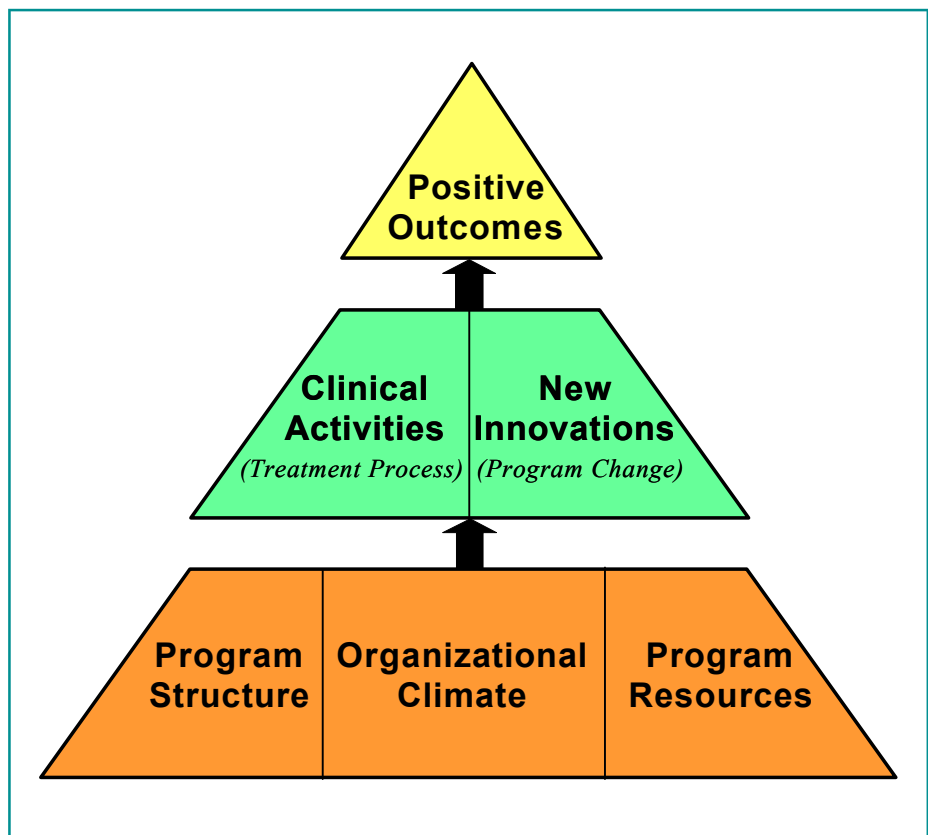 Positive
Outcomes
Clinical
Activities
(Treatment Process)
New
Innovations
(Program Change)
Program
Structure
Organizational
Climate
Program
Resources